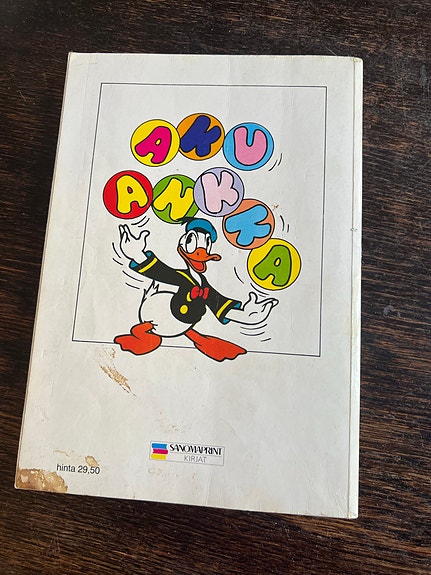 AKU
ANKKA
SANOMAPRINT
KIRJAT
hinta 29,50